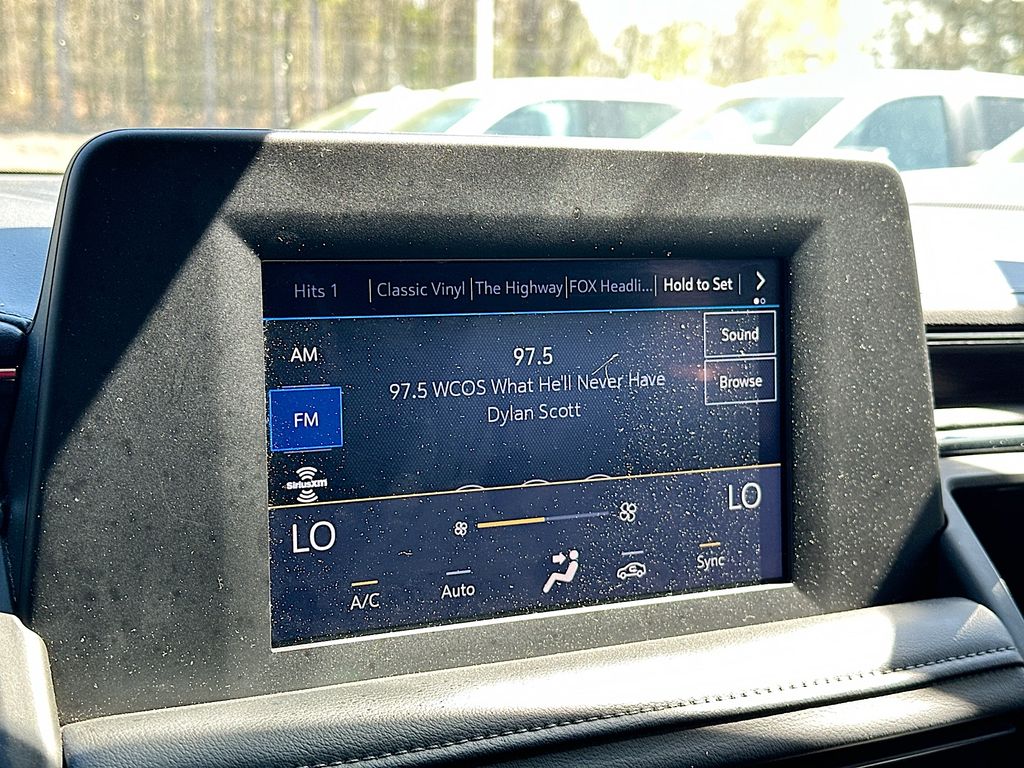 Hits 1 Classic Vinyl The Highway FOX Headli... Hold to Set
Sound
AM
97.5
Browse
97.5 WCOS What He'll Never Have
FM
Dylan Scott
SiriusXM
LO
LO
A/C
Auto
Sync